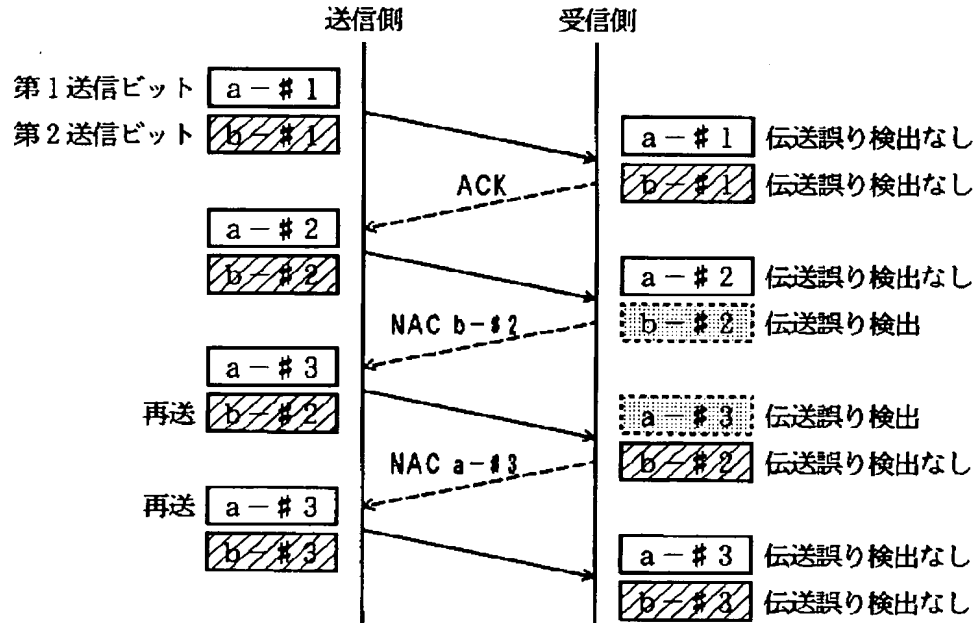 送信側 受信側
第1送信ビット a-#1
第2送信ビット b-#1
a-#1 伝送誤り検出なし
b-#1 伝送誤り検出なし
ACK
a-#2
b-#2
a-#2 伝送誤り検出なし
b-#2 伝送誤り検出
NAC b-#2
a-#3
再送 b-#2
a-#3 伝送誤り検出
b-#2 伝送誤り検出なし
NAC a-#3
再送 a-#3
b-#3
a-#3 伝送誤り検出なし
b-#3 伝送誤り検出なし